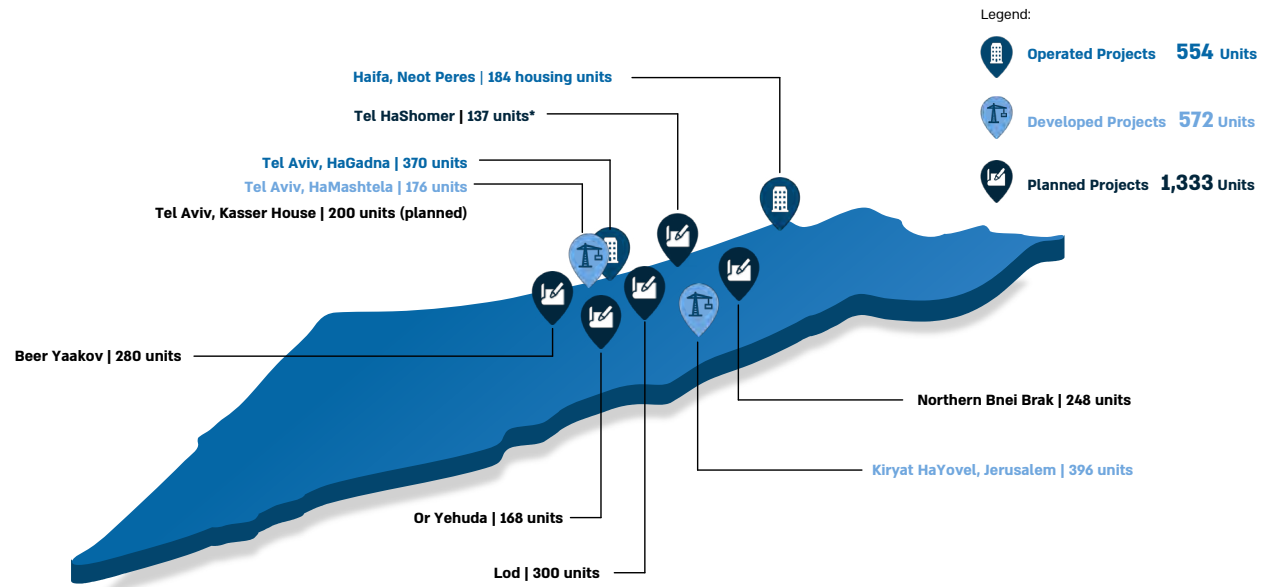 Legend:
Operated Projects 554 Units
Developed Projects 572 Units
Planned Projects 1,333 Units
Haifa, Neot Peres | 184 housing units
Tel HaShomer | 137 units*
Tel Aviv, HaGadna | 370 units
Tel Aviv, HaMashtela | 176 units
Tel Aviv, Kasser House | 200 units (planned)
Beer Yaakov | 280 units
Northern Bnei Brak | 248 units
Kiryat HaYovel, Jerusalem | 396 units
Or Yehuda | 168 units
Lod | 300 units